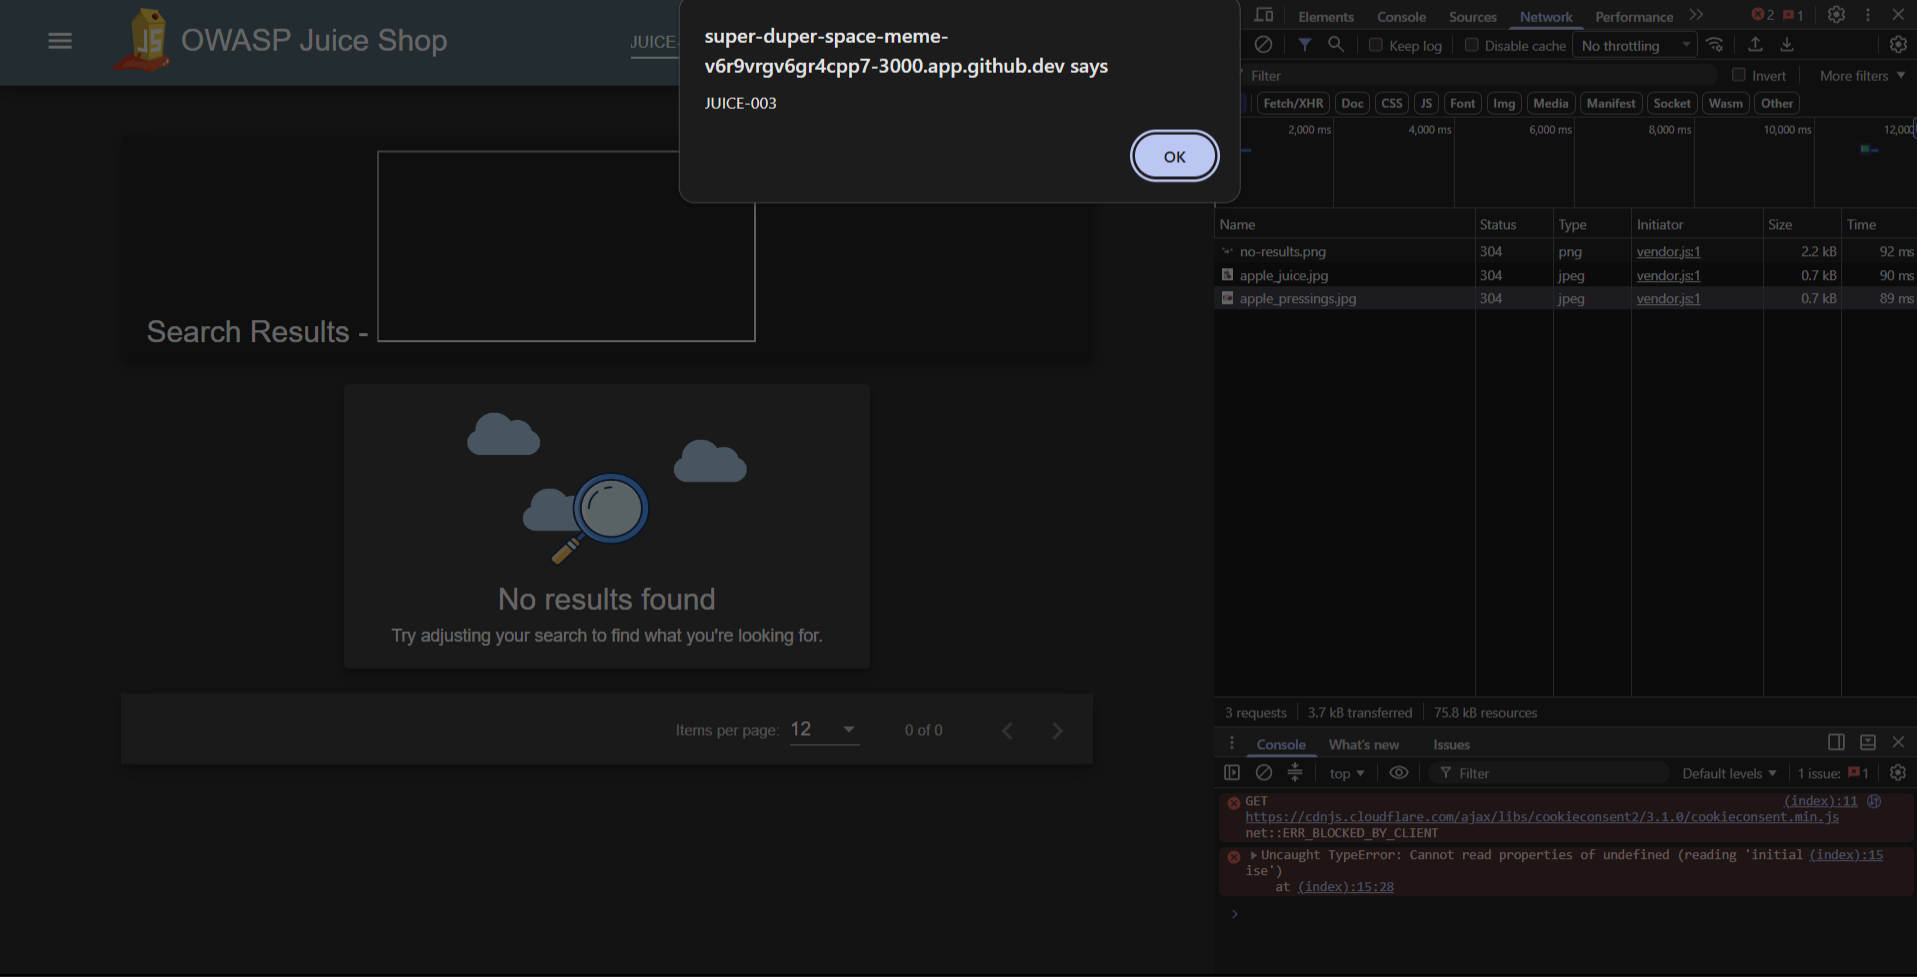 OWASP Juice Shop
JUICE-
super-duper-space-meme-
v6r9vrgv6gr4cpp7-3000.app.github.dev says
JUICE-003
OK
Search Results -
No results found
Try adjusting your search to find what you're looking for.
Items per page: 12 0 of 0
Elements Console Sources Network Performance 2 1
Keep log Disable cache No throttling
Filter Invert More filters
Fetch/XHR Doc CSS JS Font Img Media Manifest Socket Wasm Other
2,000 ms 4,000 ms 6,000 ms 8,000 ms 10,000 ms 12,000
Name Status Type Initiator Size Time
no-results.png 304 png vendor.js:1 2.2 kB 92 ms
apple_juice.jpg 304 jpeg vendor.js:1 0.7 kB 90 ms
apple_pressings.jpg 304 jpeg vendor.js:1 0.7 kB 89 ms
3 requests 3.7 kB transferred 75.8 kB resources
Console What's new Issues
top Filter Default levels 1 issue: 1
GET (index):11
https://cdnjs.cloudflare.com/ajax/libs/cookieconsent2/3.1.0/cookieconsent.min.js
net::ERR_BLOCKED_BY_CLIENT
Uncaught TypeError: Cannot read properties of undefined (reading 'initial (index):15
ise')
at (index):15:28